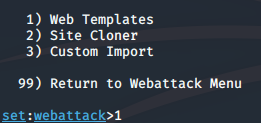 1) Web Templates
2) Site Cloner
3) Custom Import
99) Return to Webattack Menu
set:webattack>1